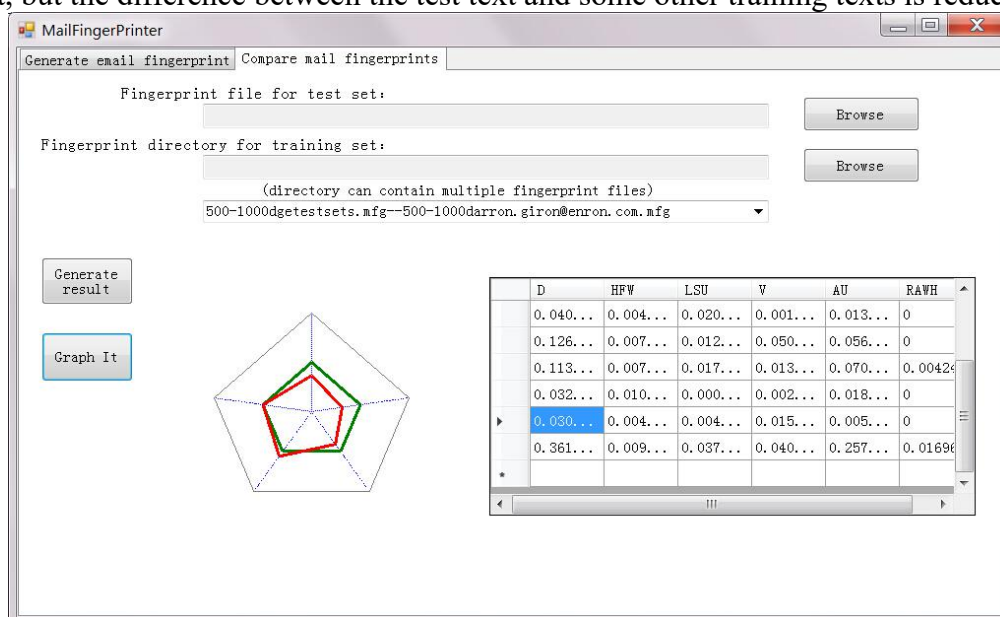 , but the difference between the test text and some other training texts is
MailFingerPrinter
Generate email fingerprint Compare mail fingerprints
Fingerprint file for test set:
Browse
Fingerprint directory for training set:
Browse
(directory can contain multiple fingerprint files)
500-1000dgetestsets.mfg--500-1000darron.giron@enron.com.mfg
Generate
result
Graph It
D HFW LSU V AU RAWH
0.040... 0.004... 0.020... 0.001... 0.013... 0
0.126... 0.007... 0.012... 0.050... 0.056... 0
0.113... 0.007... 0.017... 0.013... 0.070... 0.00424
0.032... 0.010... 0.000... 0.002... 0.018... 0
0.030... 0.004... 0.004... 0.015... 0.005... 0
0.361... 0.009... 0.037... 0.040... 0.257... 0.01696